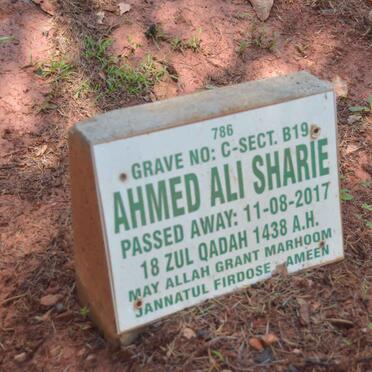 786
GRAVE NO: C-SECT. B19
AHMED ALI SHARIE
PASSED AWAY: 11-08-2017
18 ZUL QADAH 1438 A.H.
MAY ALLAH GRANT MARHOOM
JANNATUL FIRDOSE - AMEEN